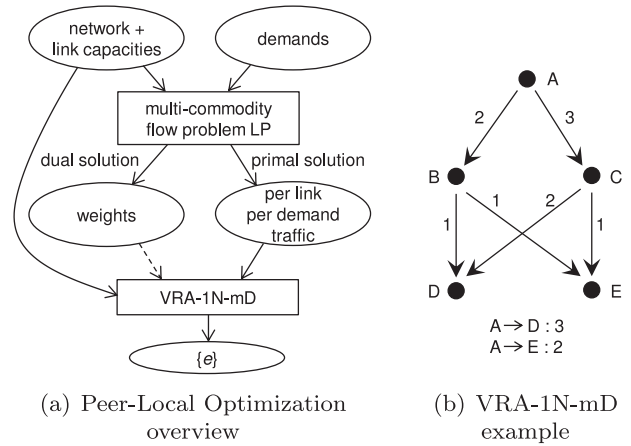 network +
link capacities
demands
multi-commodity
flow problem LP
dual solution
primal solution
weights
per link
per demand
traffic
VRA-1N-mD
{e}
(a) Peer-Local Optimization
overview
A
2
3
B
C
1
1
2
1
D
E
A→D : 3
A→E : 2
(b) VRA-1N-mD
example